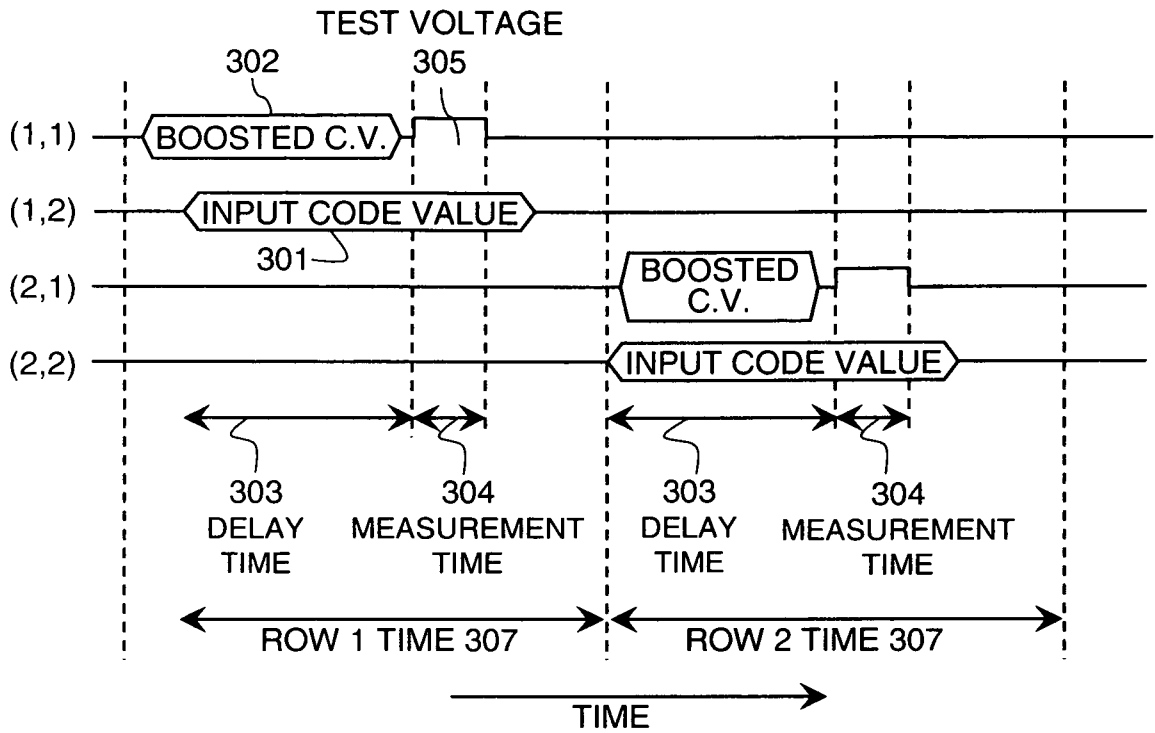 TEST VOLTAGE
302 305
(1,1) BOOSTED C.V.
(1,2) INPUT CODE VALUE
301
(2,1) BOOSTED
C.V.
(2,2) INPUT CODE VALUE
303 304 303 304
DELAY MEASUREMENT DELAY MEASUREMENT
TIME TIME TIME TIME
ROW 1 TIME 307 ROW 2 TIME 307
TIME